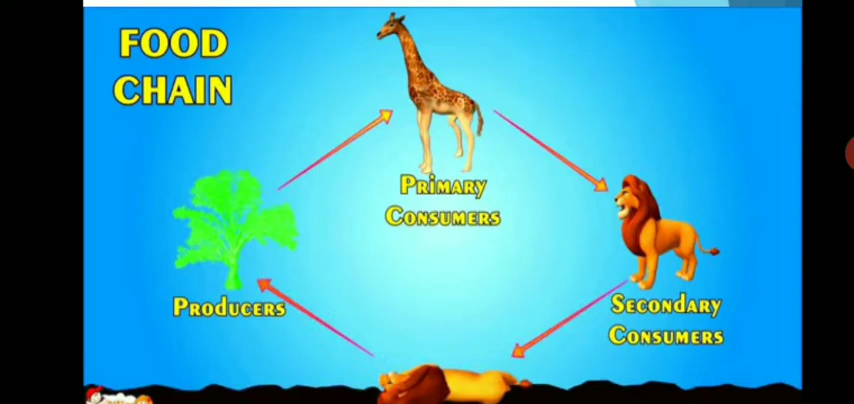 FOOD
CHAIN
PRIMARY
CONSUMERS
PRODUCERS
SECONDARY
CONSUMERS